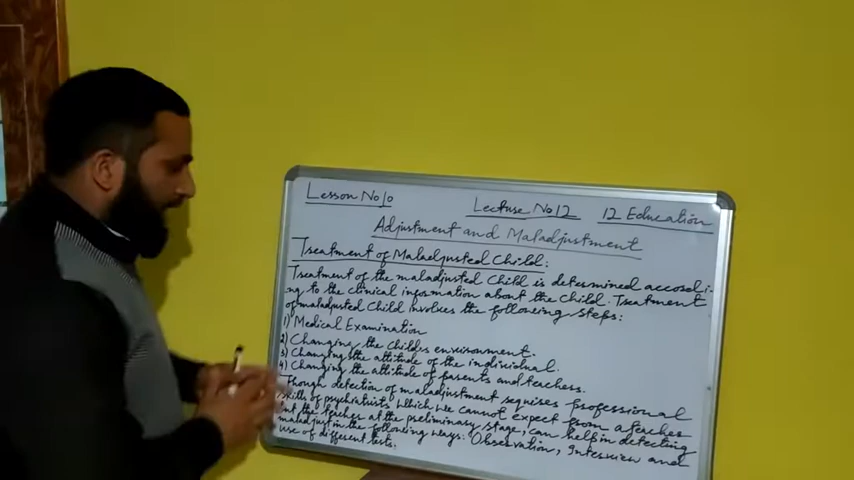 Lesson No 10 Lecture No. 12 12 Education
Adjustment and Maladjustment
Treatment of Maladjusted Child:
Treatment of the maladjusted child is determined accordi-
ng to the clinical information about the child. Treatment
of maladjusted child involves the following steps:
1) Medical Examination
2) Changing the child's environment.
3) Changing the attitude of the individual.
4) Changing the attitude of parents and teachers.
Though detection of maladjustment requires professional
skills of psychiatrists which we cannot expect from a teacher
but the teacher at the preliminary stage, can help in detecting
maladjust in the following ways: Observation, Interview and
use of different tests.